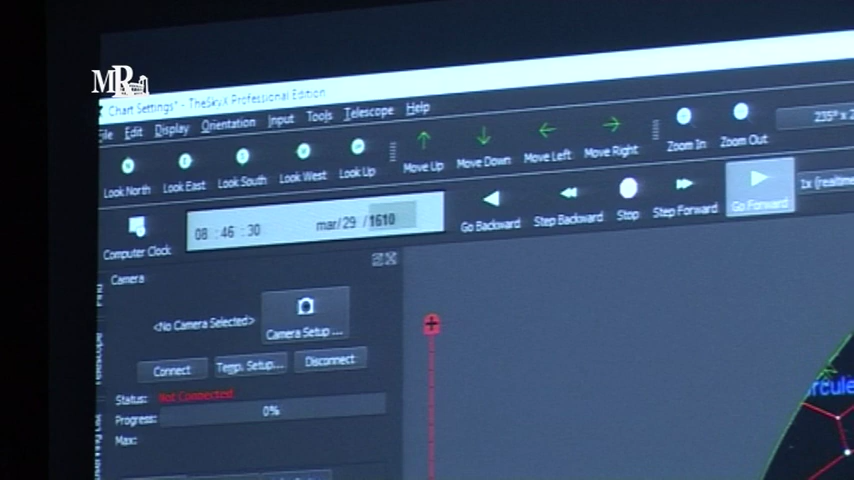 MR
Chart Settings* - TheSkyX Professional Edition
File Edit Display Orientation Input Tools Telescope Help
Look North Look East Look South Look West Look Up Move Up Move Down Move Left Move Right Zoom In Zoom Out 235° x 2
Computer Clock 08 :46 :30 mar/29 /1610 Go Backward Step Backward Stop Step Forward Go Forward 1x (realtime
Camera
<No Camera Selected> Camera Setup ...
Connect Temp. Setup... Disconnect
Status: Not Connected
Progress: 0%
Max:
rcule